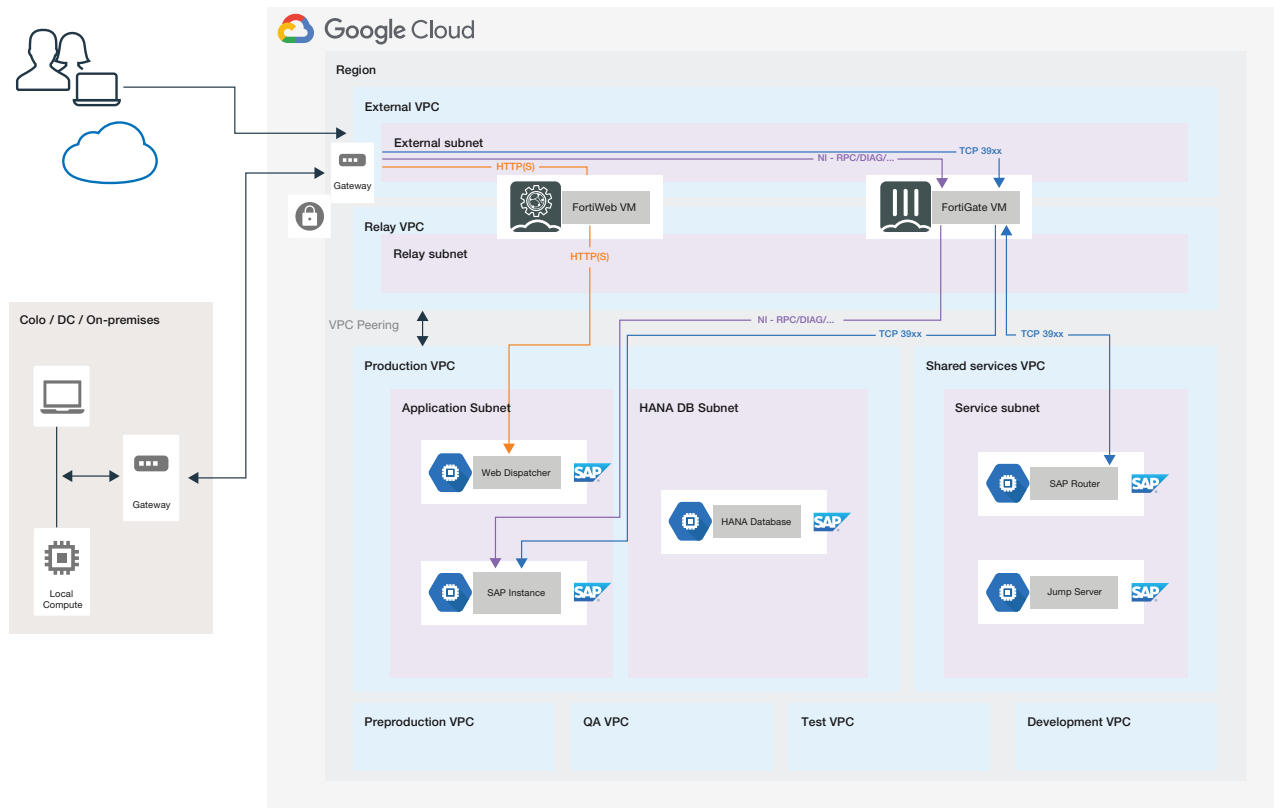 Google Cloud
Region
External VPC
External subnet
TCP 39xx
NI - RPC/DIAG/...
HTTP(S)
Gateway
FortiWeb VM
FortiGate VM
Relay VPC
Relay subnet
HTTP(S)
Colo / DC / On-premises
VPC Peering
NI - RPC/DIAG/...
TCP 39xx
TCP 39xx
Production VPC
Shared services VPC
Application Subnet
HANA DB Subnet
Service subnet
Web Dispatcher
SAP
SAP Router
SAP
Gateway
HANA Database
SAP
SAP Instance
SAP
Jump Server
SAP
Local
Compute
Preproduction VPC
QA VPC
Test VPC
Development VPC